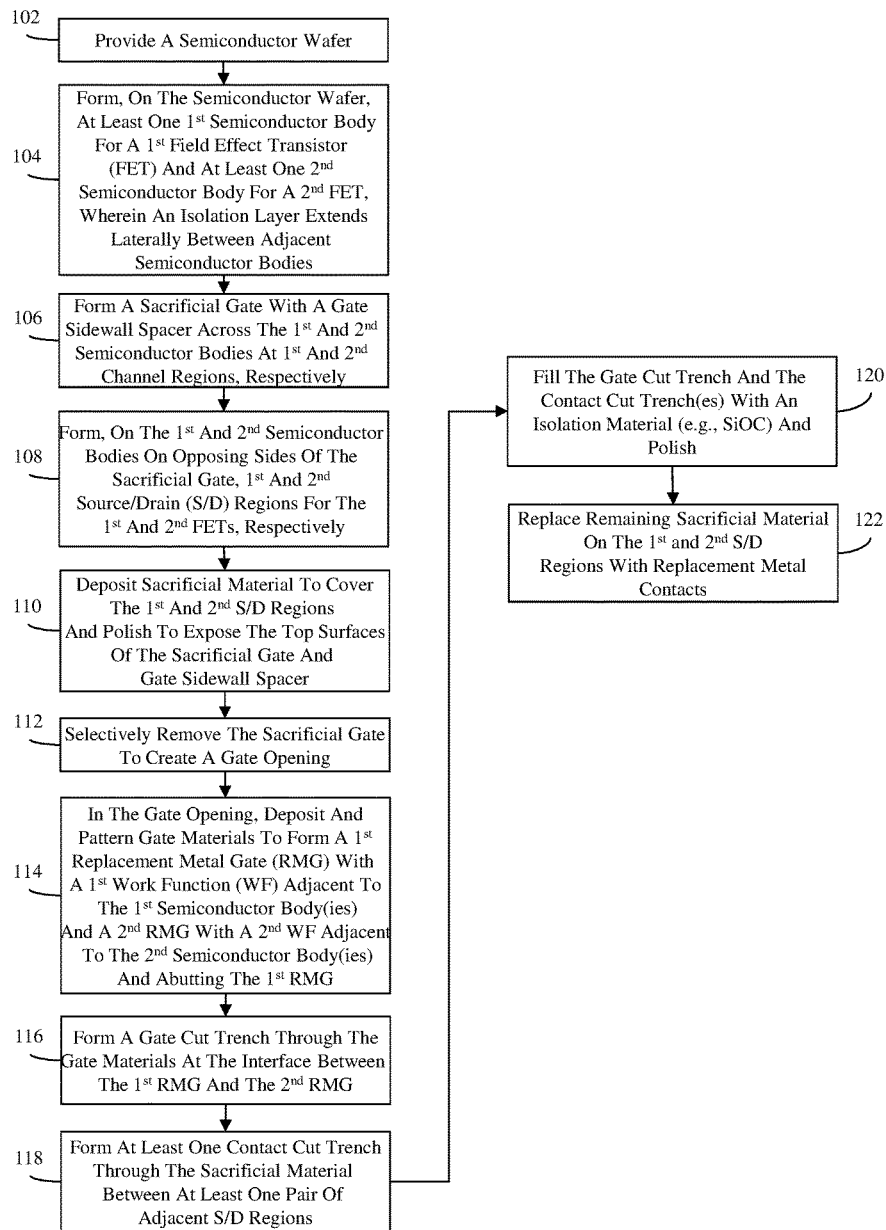 102
Provide A Semiconductor Wafer
104
Form, On The Semiconductor Wafer,
At Least One 1st Semiconductor Body
For A 1st Field Effect Transistor
(FET) And At Least One 2nd
Semiconductor Body For A 2nd FET,
Wherein An Isolation Layer Extends
Laterally Between Adjacent
Semiconductor Bodies
106
Form A Sacrificial Gate With A Gate
Sidewall Spacer Across The 1st And 2nd
Semiconductor Bodies At 1st And 2nd
Channel Regions, Respectively
108
Form, On The 1st And 2nd Semiconductor
Bodies On Opposing Sides Of The
Sacrificial Gate, 1st And 2nd
Source/Drain (S/D) Regions For The
1st And 2nd FETs, Respectively
110
Deposit Sacrificial Material To Cover
The 1st And 2nd S/D Regions
And Polish To Expose The Top Surfaces
Of The Sacrificial Gate And
Gate Sidewall Spacer
112
Selectively Remove The Sacrificial Gate
To Create A Gate Opening
114
In The Gate Opening, Deposit And
Pattern Gate Materials To Form A 1st
Replacement Metal Gate (RMG) With
A 1st Work Function (WF) Adjacent To
The 1st Semiconductor Body(ies)
And A 2nd RMG With A 2nd WF Adjacent
To The 2nd Semiconductor Body(ies)
And Abutting The 1st RMG
116
Form A Gate Cut Trench Through The
Gate Materials At The Interface Between
The 1st RMG And The 2nd RMG
118
Form At Least One Contact Cut Trench
Through The Sacrificial Material
Between At Least One Pair Of
Adjacent S/D Regions
120
Fill The Gate Cut Trench And The
Contact Cut Trench(es) With An
Isolation Material (e.g., SiOC) And
Polish
122
Replace Remaining Sacrificial Material
On The 1st and 2nd S/D
Regions With Replacement Metal
Contacts